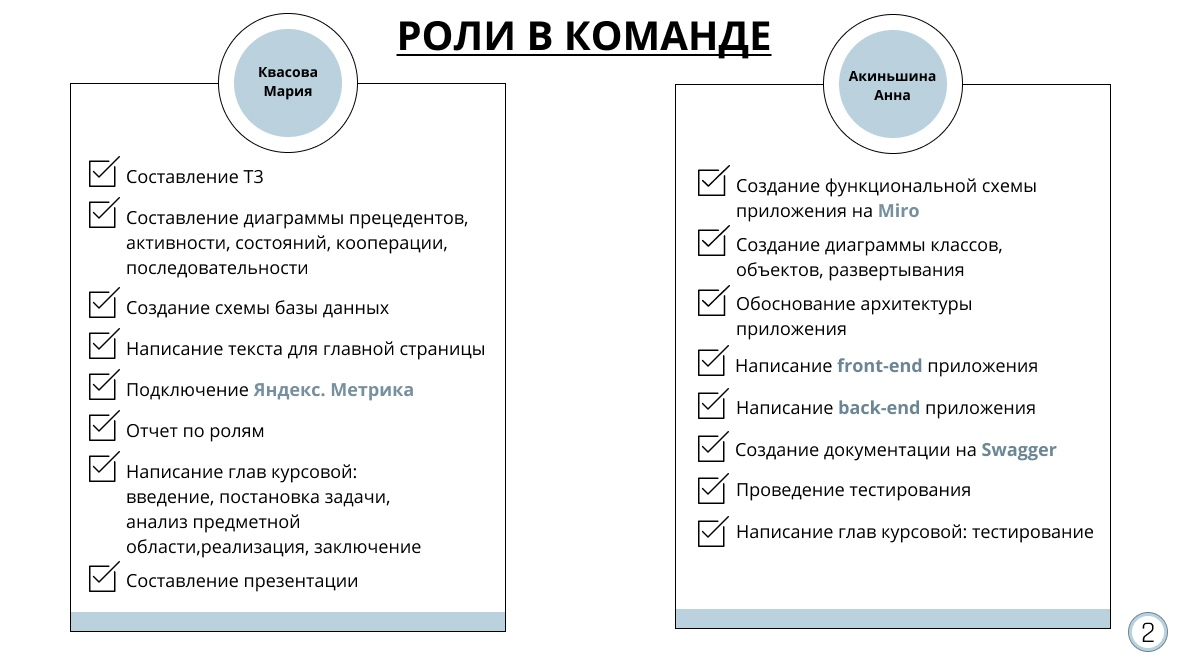 РОЛИ В КОМАНДЕ
Квасова
Мария
Составление ТЗ
Составление диаграммы прецедентов,
активности, состояний, кооперации,
последовательности
Создание схемы базы данных
Написание текста для главной страницы
Подключение Яндекс. Метрика
Отчет по ролям
Написание глав курсовой:
введение, постановка задачи,
анализ предметной
области,реализация, заключение
Составление презентации
Акиньшина
Анна
Создание функциональной схемы
приложения на Miro
Создание диаграммы классов,
объектов, развертывания
Обоснование архитектуры
приложения
Написание front-end приложения
Написание back-end приложения
Создание документации на Swagger
Проведение тестирования
Написание глав курсовой: тестирование
2